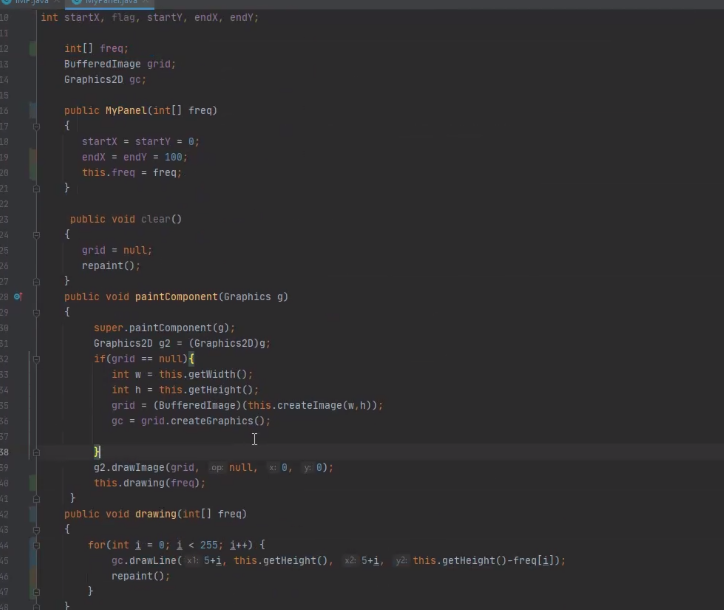 MyPanel.java
10 int startX, flag, startY, endX, endY;
11
12 int[] freq;
13 BufferedImage grid;
14 Graphics2D gc;
15
16 public MyPanel(int[] freq)
17 {
18 startX = startY = 0;
19 endX = endY = 100;
20 this.freq = freq;
21 }
22
23 public void clear()
24 {
25 grid = null;
26 repaint();
27 }
28 public void paintComponent(Graphics g)
29 {
30 super.paintComponent(g);
31 Graphics2D g2 = (Graphics2D)g;
32 if(grid == null){
33 int w = this.getWidth();
34 int h = this.getHeight();
35 grid = (BufferedImage)(this.createImage(w,h));
36 gc = grid.createGraphics();
37
38 }
39 g2.drawImage(grid, op: null, x: 0, y: 0);
40 this.drawing(freq);
41 }
42 public void drawing(int[] freq)
43 {
44 for(int i = 0; i < 255; i++) {
45 gc.drawLine( x1: 5+i, this.getHeight(), x2: 5+i, y2: this.getHeight()-freq[i]);
46 repaint();
47 }
48 }